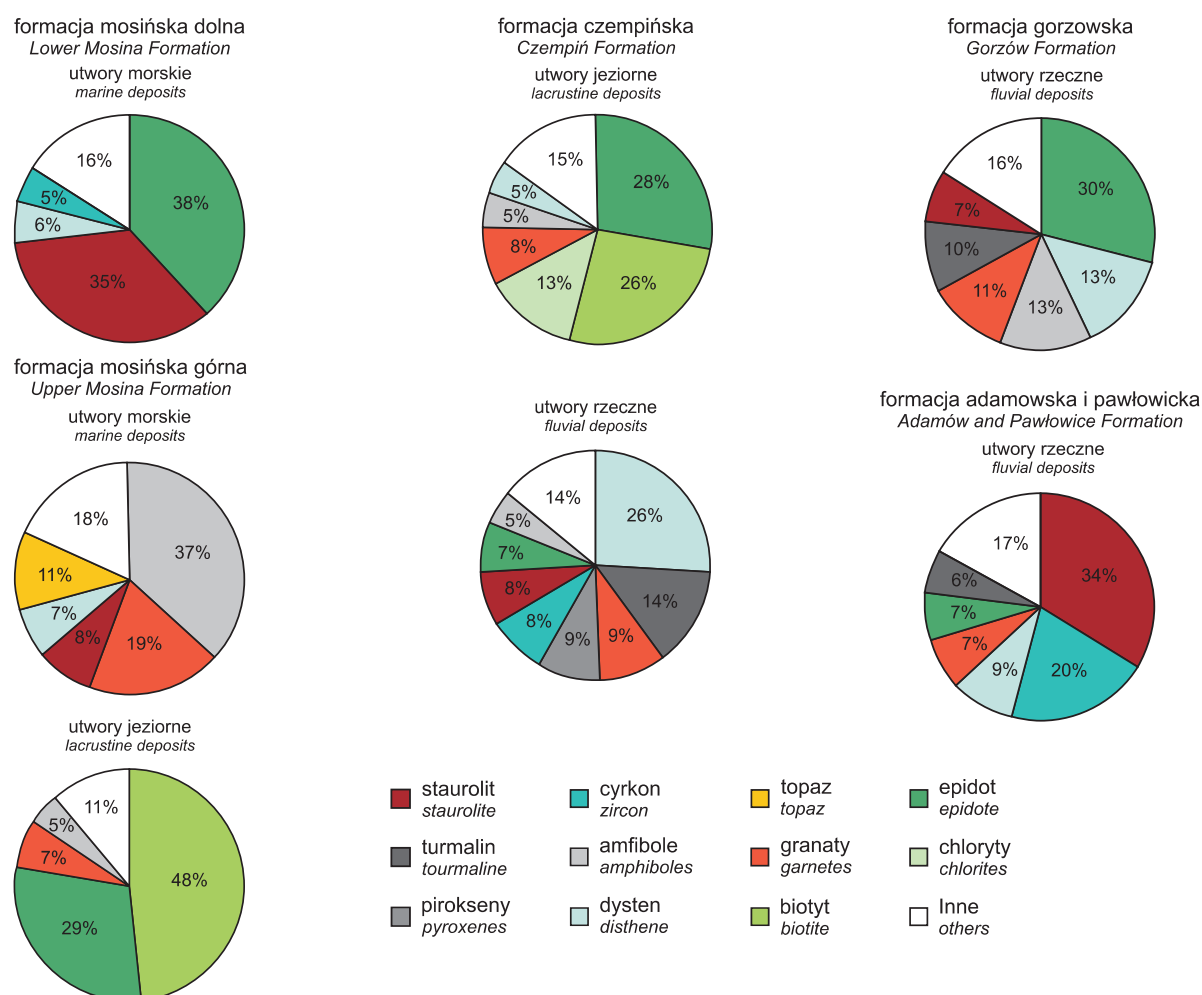 formacja mosińska dolna
Lower Mosina Formation
utwory morskie
marine deposits
16%
38%
5%
6%
35%
formacja mosińska górna
Upper Mosina Formation
utwory morskie
marine deposits
18%
37%
11%
7%
8%
19%
utwory jeziorne
lacrustine deposits
11%
5%
7%
48%
29%
formacja czempińska
Czempiń Formation
utwory jeziorne
lacrustine deposits
15%
28%
5%
5%
8%
13%
26%
utwory rzeczne
fluvial deposits
14%
26%
5%
7%
8%
14%
8%
9%
9%
formacja gorzowska
Gorzów Formation
utwory rzeczne
fluvial deposits
16%
30%
7%
10%
13%
11%
13%
formacja adamowska i pawłowicka
Adamów and Pawłowice Formation
utwory rzeczne
fluvial deposits
17%
34%
6%
7%
7%
9%
20%
staurolit
staurolite
cyrkon
zircon
topaz
topaz
epidot
epidote
turmalin
tourmaline
amfibole
amphiboles
granaty
garnetes
chloryty
chlorites
pirokseny
pyroxenes
dysten
disthene
biotyt
biotite
Inne
others